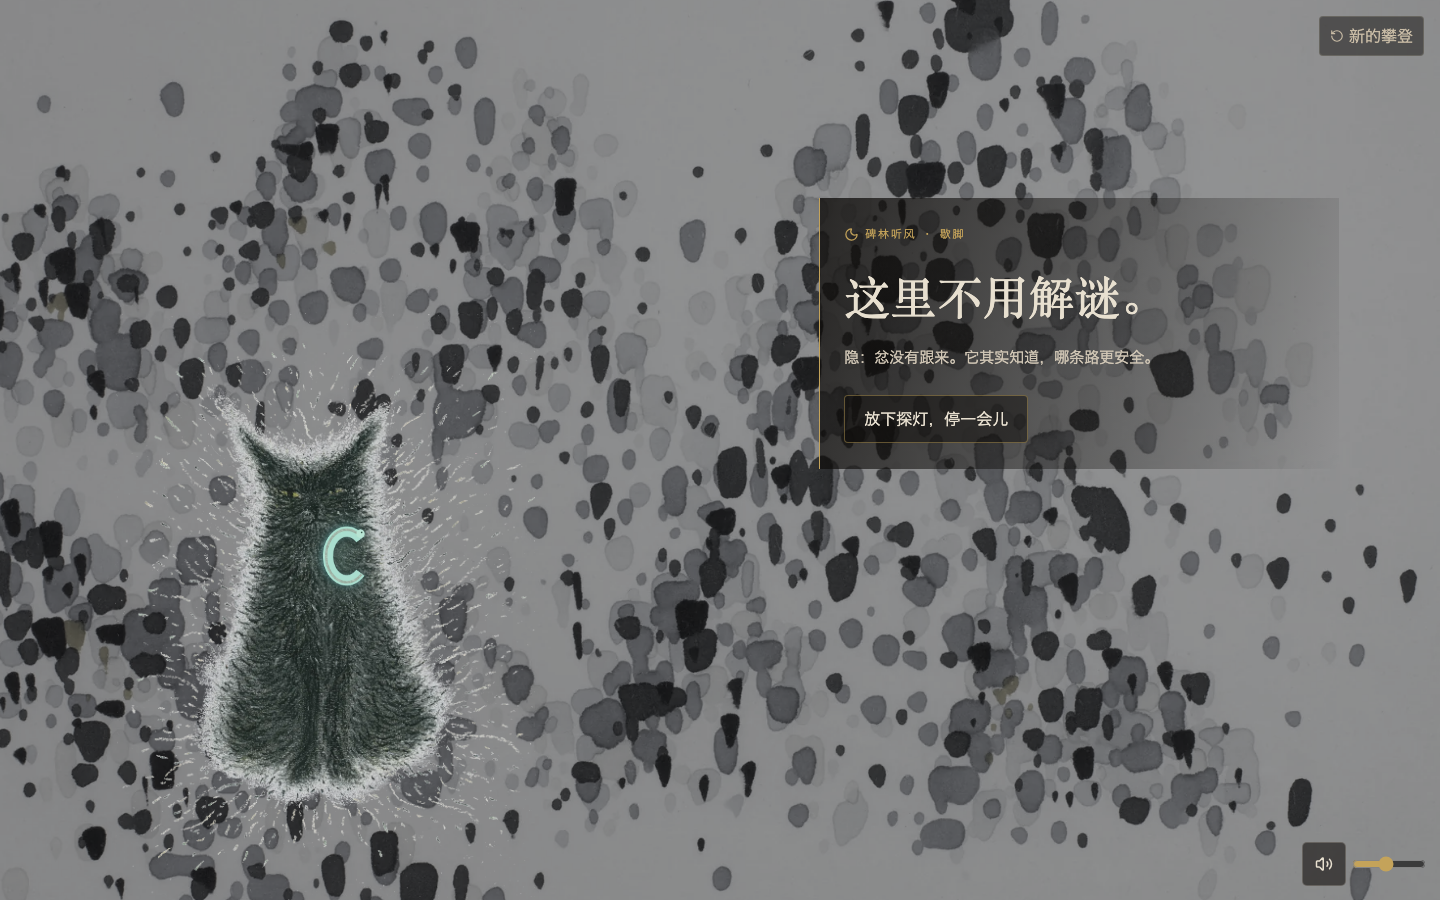 新的攀登
碑林听风 · 歇脚
这里不用解谜。
隐：忿没有跟来。它其实知道，哪条路更安全。
放下探灯，停一会儿
C